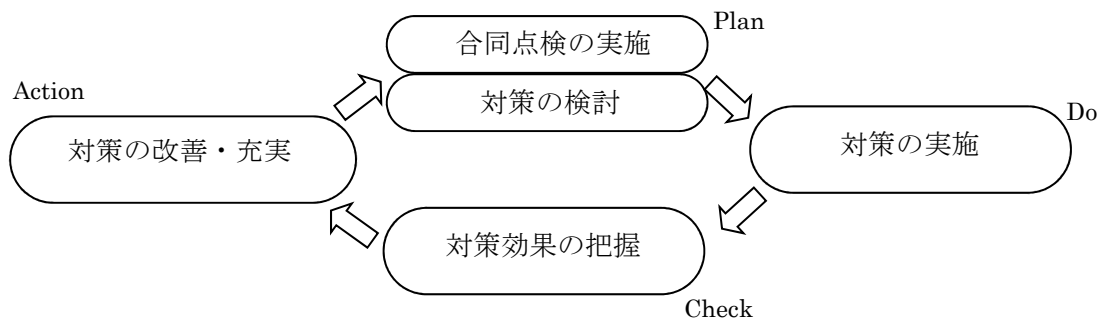 Plan
合同点検の実施
対策の検討
Action
対策の改善・充実
Do
対策の実施
対策効果の把握
Check